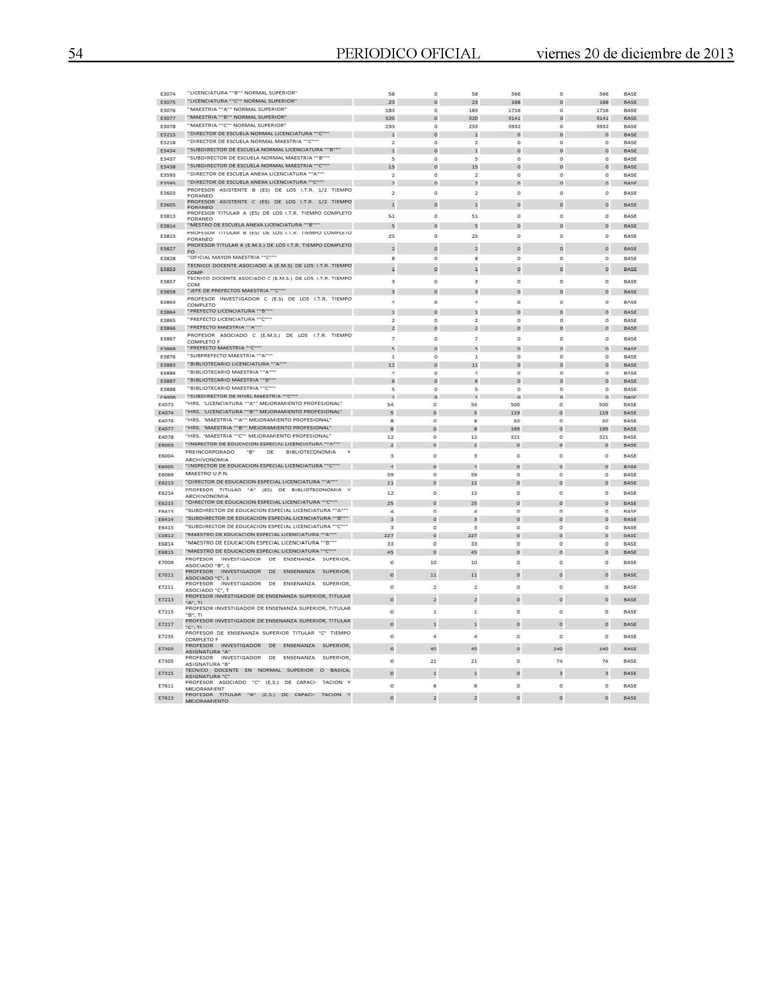 54 PERIODICO OFICIAL viernes 20 de diciembre de 2013
E3074 "LICENCIATURA ""B"" NORMAL SUPERIOR" 58 0 58 566 0 566 BASE
E3075 "LICENCIATURA ""C"" NORMAL SUPERIOR" 23 0 23 168 0 168 BASE
E3076 "MAESTRIA ""A"" NORMAL SUPERIOR" 183 0 183 1716 0 1716 BASE
E3077 "MAESTRIA ""B"" NORMAL SUPERIOR" 320 0 320 3141 0 3141 BASE
E3078 "MAESTRIA ""C"" NORMAL SUPERIOR" 233 0 233 3932 0 3932 BASE
E3215 "DIRECTOR DE ESCUELA NORMAL LICENCIATURA ""C""" 1 0 1 0 0 0 BASE
E3218 "DIRECTOR DE ESCUELA NORMAL MAESTRIA ""C""" 2 0 2 0 0 0 BASE
E3434 "SUBDIRECTOR DE ESCUELA NORMAL LICENCIATURA ""B""" 1 0 1 0 0 0 BASE
E3437 "SUBDIRECTOR DE ESCUELA NORMAL MAESTRIA ""B""" 5 0 5 0 0 0 BASE
E3438 "SUBDIRECTOR DE ESCUELA NORMAL MAESTRIA ""C""" 15 0 15 0 0 0 BASE
E3593 "DIRECTOR DE ESCUELA ANEXA LICENCIATURA ""A""" 2 0 2 0 0 0 BASE
E3595 "DIRECTOR DE ESCUELA ANEXA LICENCIATURA ""C""" 2 0 2 0 0 0 BASE
E3603 PROFESOR ASISTENTE B (ES) DE LOS I.T.R. 1/2 TIEMPO
FORANEO 2 0 2 0 0 0 BASE
E3605 PROFESOR ASISTENTE C (ES) DE LOS I.T.R. 1/2 TIEMPO
FORANEO 1 0 1 0 0 0 BASE
E3813 PROFESOR TITULAR A (ES) DE LOS I.T.R. TIEMPO COMPLETO
FORANEO 51 0 51 0 0 0 BASE
E3814 "MESTRO DE ESCUELA ANEXA LICENCIATURA ""B""" 5 0 5 0 0 0 BASE
E3815 PROFESOR TITULAR B (ES) DE LOS I.T.R. TIEMPO COMPLETO
FORANEO 25 0 25 0 0 0 BASE
E3827 PROFESOR TITULAR A (E.M.S.) DE LOS I.T.R. TIEMPO COMPLETO
FO 2 0 2 0 0 0 BASE
E3828 "OFICIAL MAYOR MAESTRIA ""C""" 8 0 8 0 0 0 BASE
E3853 TECNICO DOCENTE ASOCIADO A (E.M.S) DE LOS I.T.R. TIEMPO
COMP 1 0 1 0 0 0 BASE
E3857 TECNICO DOCENTE ASOCIADO C (E.M.S.) DE LOS I.T.R. TIEMPO
COM 3 0 3 0 0 0 BASE
E3858 "JEFE DE PREFECTOS MAESTRIA ""C""" 3 0 3 0 0 0 BASE
E3863 PROFESOR INVESTIGADOR C (E.S) DE LOS I.T.R. TIEMPO
COMPLETO 4 0 4 0 0 0 BASE
E3864 "PREFECTO LICENCIATURA ""B""" 1 0 1 0 0 0 BASE
E3865 "PREFECTO LICENCIATURA ""C""" 2 0 2 0 0 0 BASE
E3866 "PREFECTO MAESTRIA ""A""" 2 0 2 0 0 0 BASE
E3867 PROFESOR ASOCIADO C (E.M.S.) DE LOS I.T.R. TIEMPO
COMPLETO F 7 0 7 0 0 0 BASE
E3868 "PREFECTO MAESTRIA ""C""" 5 0 5 0 0 0 BASE
E3876 "SUBPREFECTO MAESTRIA ""A""" 1 0 1 0 0 0 BASE
E3883 "BIBLIOTECARIO LICENCIATURA ""A""" 11 0 11 0 0 0 BASE
E3886 "BIBLIOTECARIO MAESTRIA ""A""" 4 0 4 0 0 0 BASE
E3887 "BIBLIOTECARIO MAESTRIA ""B""" 6 0 6 0 0 0 BASE
E3888 "BIBLIOTECARIO MAESTRIA ""C""" 5 0 5 0 0 0 BASE
E4008 "SUBDIRECTOR DE NIVEL MAESTRIA ""C""" 1 0 1 0 0 0 BASE
E4073 "HRS. 'LICENCIATURA ""A"" MEJORAMIENTO PROFESIONAL" 54 0 54 500 0 500 BASE
E4074 "HRS. 'LICENCIATURA ""B"" MEJORAMIENTO PROFESIONAL" 5 0 5 119 0 119 BASE
E4076 "HRS. 'MAESTRIA ""A"" MEJORAMIENTO PROFESIONAL" 8 0 8 50 0 50 BASE
E4077 "HRS. 'MAESTRIA ""B"" MEJORAMIENTO PROFESIONAL" 8 0 8 199 0 199 BASE
E4078 "HRS. 'MAESTRIA ""C"" MEJORAMIENTO PROFESIONAL" 12 0 12 321 0 321 BASE
E6003 "INSPECTOR DE EDUCACION ESPECIAL LICENCIATURA ""A""" 2 0 2 0 0 0 BASE
E6004 PREINCORPORADO "B" DE BIBLIOTECONOMIA Y
ARCHIVONOMIA 3 0 3 0 0 0 BASE
E6005 "INSPECTOR DE EDUCACION ESPECIAL LICENCIATURA ""C""" 4 0 4 0 0 0 BASE
E6069 MAESTRO U.P.N. 59 0 59 0 0 0 BASE
E6213 "DIRECTOR DE EDUCACION ESPECIAL LICENCIATURA ""A""" 11 0 11 0 0 0 BASE
E6214 PROFESOR TITULAR "A" (ES) DE BIBLIOTECONOMIA Y
ARCHIVONOMIA 12 0 12 0 0 0 BASE
E6215 "DIRECTOR DE EDUCACION ESPECIAL LICENCIATURA ""C""" 25 0 25 0 0 0 BASE
E6413 "SUBDIRECTOR DE EDUCACION ESPECIAL LICENCIATURA ""A""" 4 0 4 0 0 0 BASE
E6414 "SUBDIRECTOR DE EDUCACION ESPECIAL LICENCIATURA ""B""" 3 0 3 0 0 0 BASE
E6415 "SUBDIRECTOR DE EDUCACION ESPECIAL LICENCIATURA ""C""" 3 0 3 0 0 0 BASE
E6813 "MAESTRO DE EDUCACION ESPECIAL LICENCIATURA ""A""" 227 0 227 0 0 0 BASE
E6814 "MAESTRO DE EDUCACION ESPECIAL LICENCIATURA ""B""" 33 0 33 0 0 0 BASE
E6815 "MAESTRO DE EDUCACION ESPECIAL LICENCIATURA ""C""" 45 0 45 0 0 0 BASE
E7009 PROFESOR INVESTIGADOR DE ENSENANZA SUPERIOR,
ASOCIADO "B", 1 0 10 10 0 0 0 BASE
E7011 PROFESOR INVESTIGADOR DE ENSENANZA SUPERIOR,
ASOCIADO "C", 1 0 11 11 0 0 0 BASE
E7211 PROFESOR INVESTIGADOR DE ENSENANZA SUPERIOR,
ASOCIADO "C", T 0 2 2 0 0 0 BASE
E7213 PROFESOR INVESTIGADOR DE ENSENANZA SUPERIOR, TITULAR
"A", TI 0 2 2 0 0 0 BASE
E7215 PROFESOR INVESTIGADOR DE ENSENANZA SUPERIOR, TITULAR
"B", TI 0 1 1 0 0 0 BASE
E7217 PROFESOR INVESTIGADOR DE ENSENANZA SUPERIOR, TITULAR
"C", TI 0 1 1 0 0 0 BASE
E7235 PROFESOR DE ENSENANZA SUPERIOR TITULAR "C" TIEMPO
COMPLETO F 0 4 4 0 0 0 BASE
E7303 PROFESOR INVESTIGADOR DE ENSENANZA SUPERIOR,
ASIGNATURA "A" 0 49 49 0 140 140 BASE
E7305 PROFESOR INVESTIGADOR DE ENSENANZA SUPERIOR,
ASIGNATURA "B" 0 21 21 0 74 74 BASE
E7315 TECNICO DOCENTE EN NORMAL SUPERIOR O BASICA,
ASIGNATURA "C" 0 1 1 0 3 3 BASE
E7611 PROFESOR ASOCIADO "C" (E.S.) DE CAPACI- TACION Y
MEJORAMIENT 0 6 6 0 0 0 BASE
E7613 PROFESOR TITULAR "A" (E.S.) DE CAPACI- TACION Y
MEJORAMIENTO 0 2 2 0 0 0 BASE